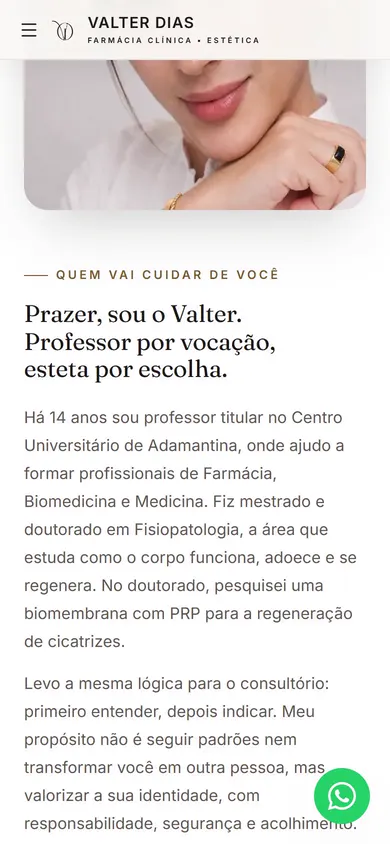 VALTER DIAS
FARMÁCIA CLÍNICA • ESTÉTICA
QUEM VAI CUIDAR DE VOCÊ
Prazer, sou o Valter.
Professor por vocação,
esteta por escolha.
Há 14 anos sou professor titular no Centro
Universitário de Adamantina, onde ajudo a
formar profissionais de Farmácia,
Biomedicina e Medicina. Fiz mestrado e
doutorado em Fisiopatologia, a área que
estuda como o corpo funciona, adoece e se
regenera. No doutorado, pesquisei uma
biomembrana com PRP para a regeneração
de cicatrizes.
Levo a mesma lógica para o consultório:
primeiro entender, depois indicar. Meu
propósito não é seguir padrões nem
transformar você em outra pessoa, mas
valorizar a sua identidade, com
responsabilidade, segurança e acolhimento.